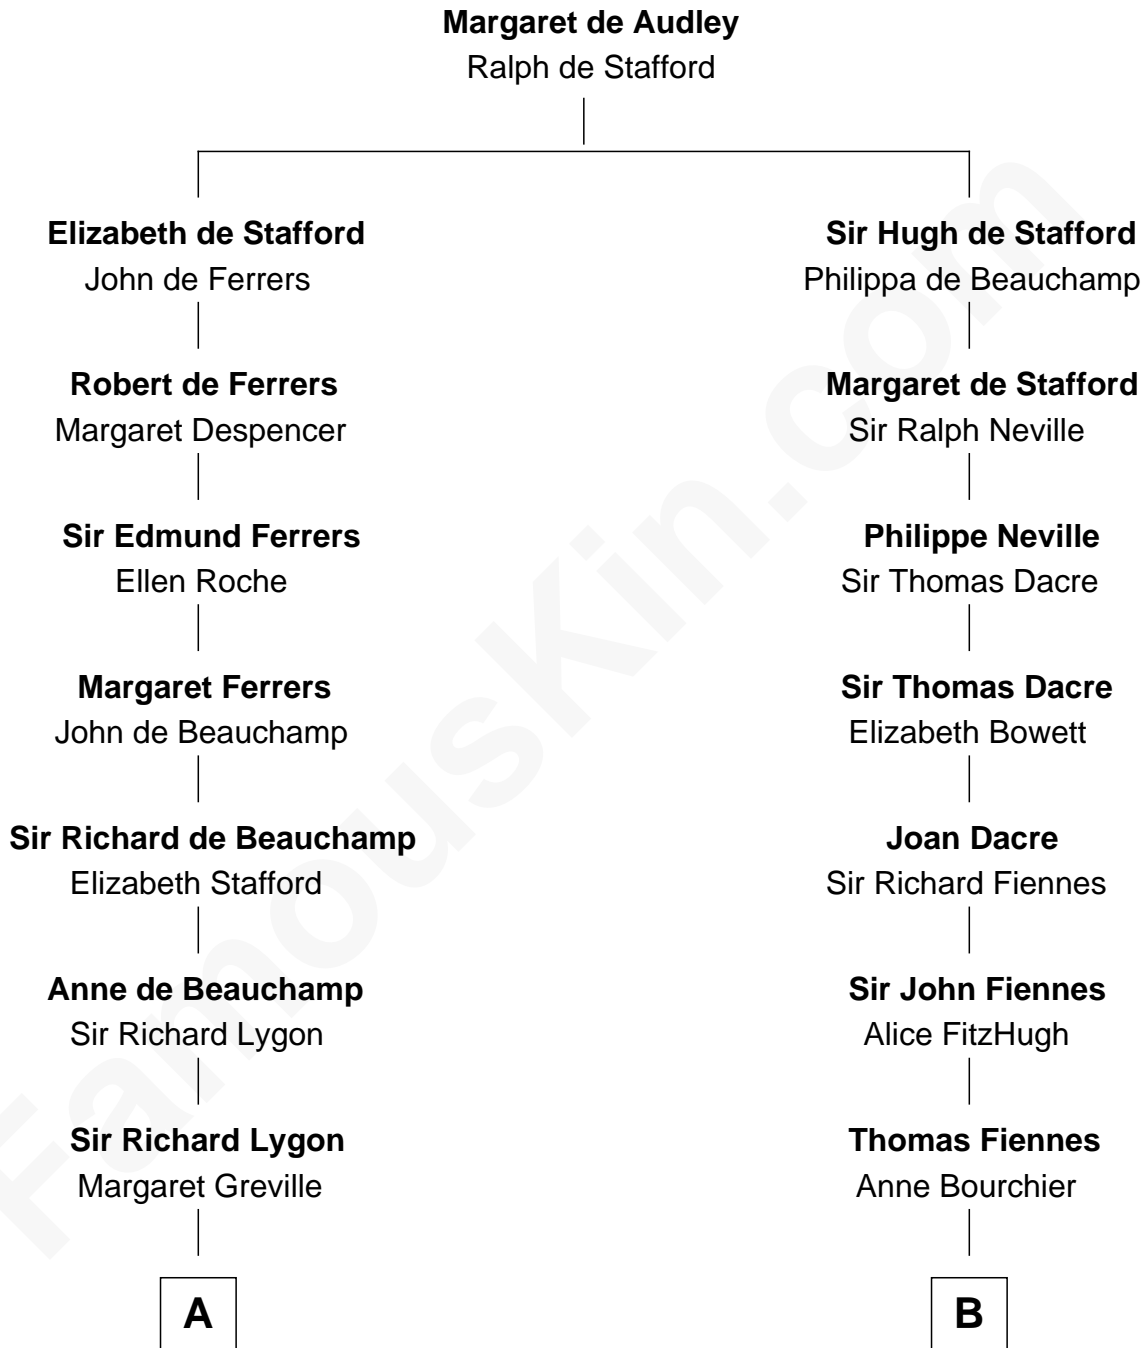 Margaret de Audley
Ralph de Stafford
Elizabeth de Stafford
John de Ferrers
Sir Hugh de Stafford
Philippa de Beauchamp
Robert de Ferrers
Margaret Despencer
Margaret de Stafford
Sir Ralph Neville
Sir Edmund Ferrers
Ellen Roche
Philippe Neville
Sir Thomas Dacre
Margaret Ferrers
John de Beauchamp
Sir Thomas Dacre
Elizabeth Bowett
Sir Richard de Beauchamp
Elizabeth Stafford
Joan Dacre
Sir Richard Fiennes
Anne de Beauchamp
Sir Richard Lygon
Sir John Fiennes
Alice FitzHugh
Sir Richard Lygon
Margaret Greville
Thomas Fiennes
Anne Bourchier
A
B
FamousKin.com